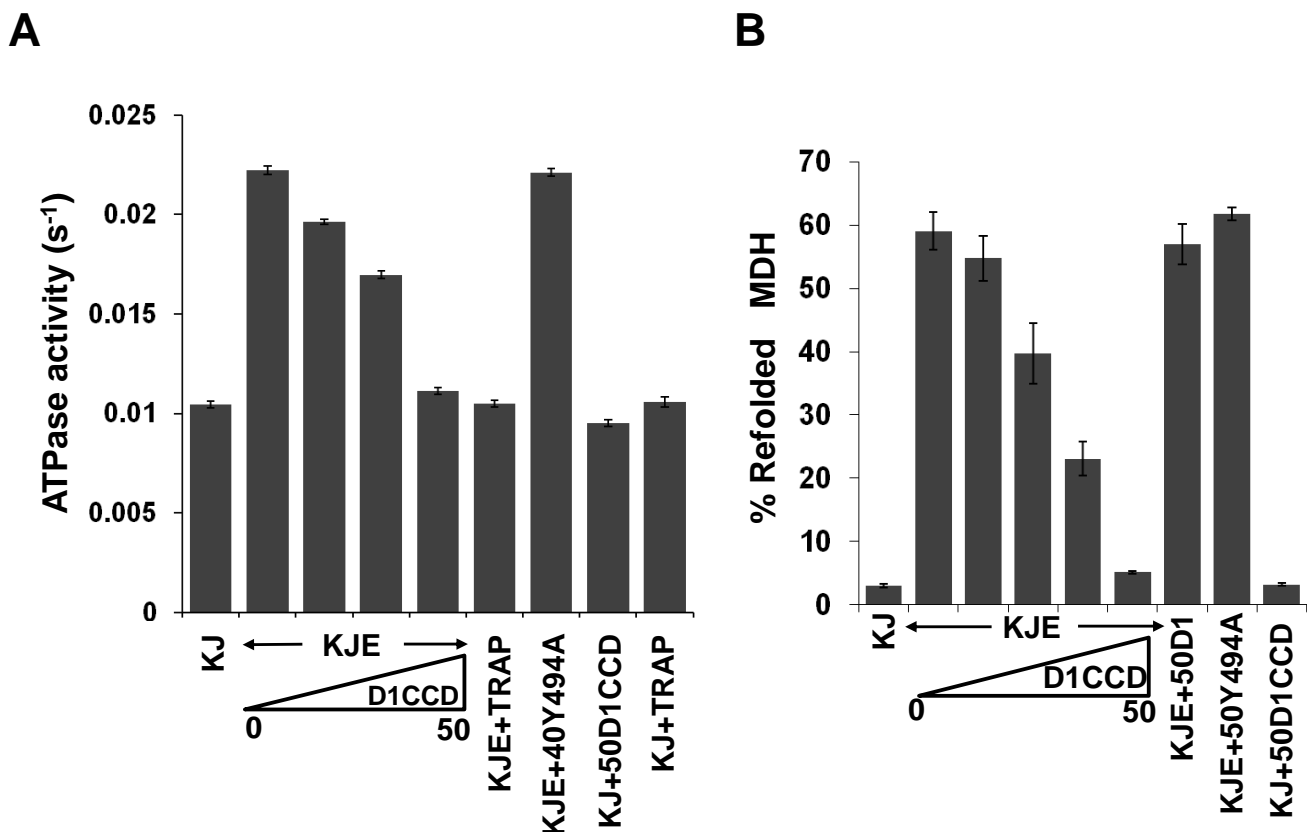 A
ATPase activity (s⁻¹)
0.025
0.02
0.015
0.01
0.005
0
KJ
KJE
D1CCD
0
50
KJE+TRAP
KJE+40Y494A
KJ+50D1CCD
KJ+TRAP
B
% Refolded MDH
70
60
50
40
30
20
10
0
KJ
KJE
D1CCD
0
50
KJE+50D1
KJE+50Y494A
KJ+50D1CCD